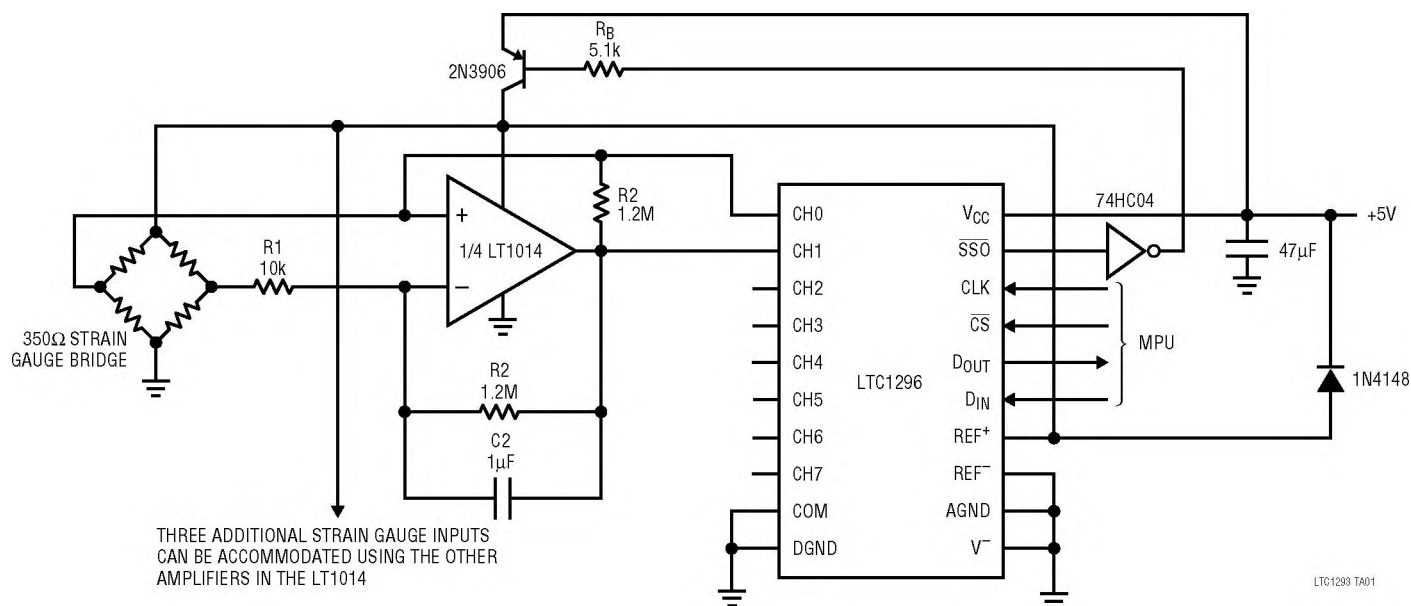 2N3906
RB
5.1k
R2
1.2M
+
1/4 LT1014
–
R1
10k
350Ω STRAIN
GAUGE BRIDGE
R2
1.2M
C2
1µF
THREE ADDITIONAL STRAIN GAUGE INPUTS
CAN BE ACCOMMODATED USING THE OTHER
AMPLIFIERS IN THE LT1014
CH0
CH1
CH2
CH3
CH4
CH5
CH6
CH7
COM
DGND
LTC1296
VCC
S̅S̅O̅
CLK
C̅S̅
DOUT
DIN
REF+
REF–
AGND
V–
74HC04
MPU
+5V
47µF
1N4148
LTC1293 TA01